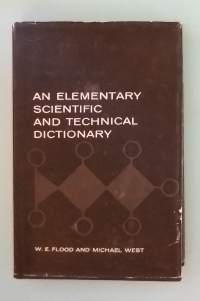 AN ELEMENTARY
SCIENTIFIC
AND TECHNICAL
DICTIONARY
W. E. FLOOD AND MICHAEL WEST